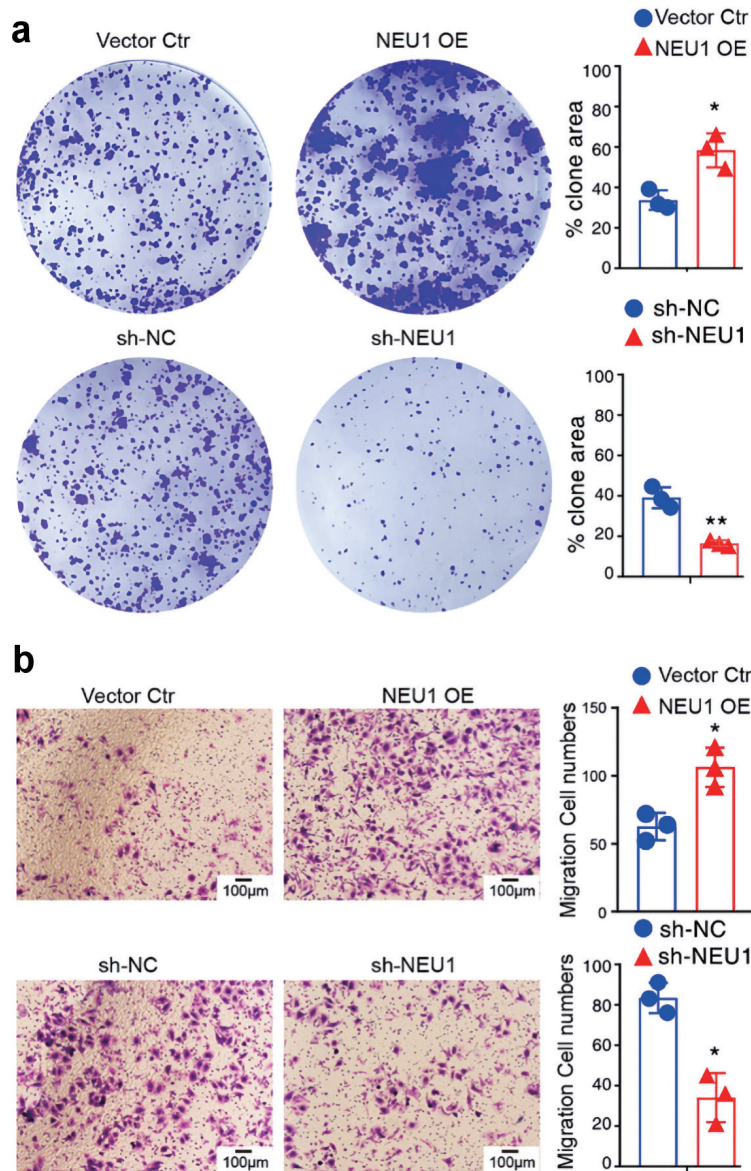 a
Vector Ctr
NEU1 OE
Vector Ctr
NEU1 OE
100
80
60
40
20
0
% clone area
*
sh-NC
sh-NEU1
sh-NC
sh-NEU1
100
80
60
40
20
0
% clone area
**
b
Vector Ctr
NEU1 OE
100μm
100μm
Vector Ctr
NEU1 OE
150
100
50
0
Migration Cell numbers
*
sh-NC
sh-NEU1
100μm
100μm
sh-NC
sh-NEU1
80
60
40
20
Migration Cell numbers
*